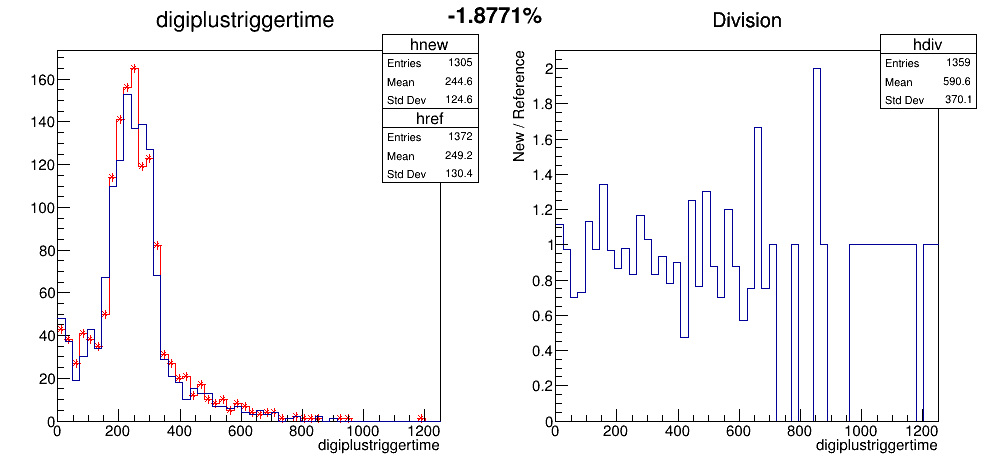 digiplustriggertime
-1.8771%
Division
hnew
Entries 1305
Mean 244.6
Std Dev 124.6
href
Entries 1372
Mean 249.2
Std Dev 130.4
160
140
120
100
80
60
40
20
0
0 200 400 600 800 1000 1200
digiplustriggertime
hdiv
Entries 1359
Mean 590.6
Std Dev 370.1
New / Reference
2
1.8
1.6
1.4
1.2
1
0.8
0.6
0.4
0.2
0
0 200 400 600 800 1000 1200
digiplustriggertime